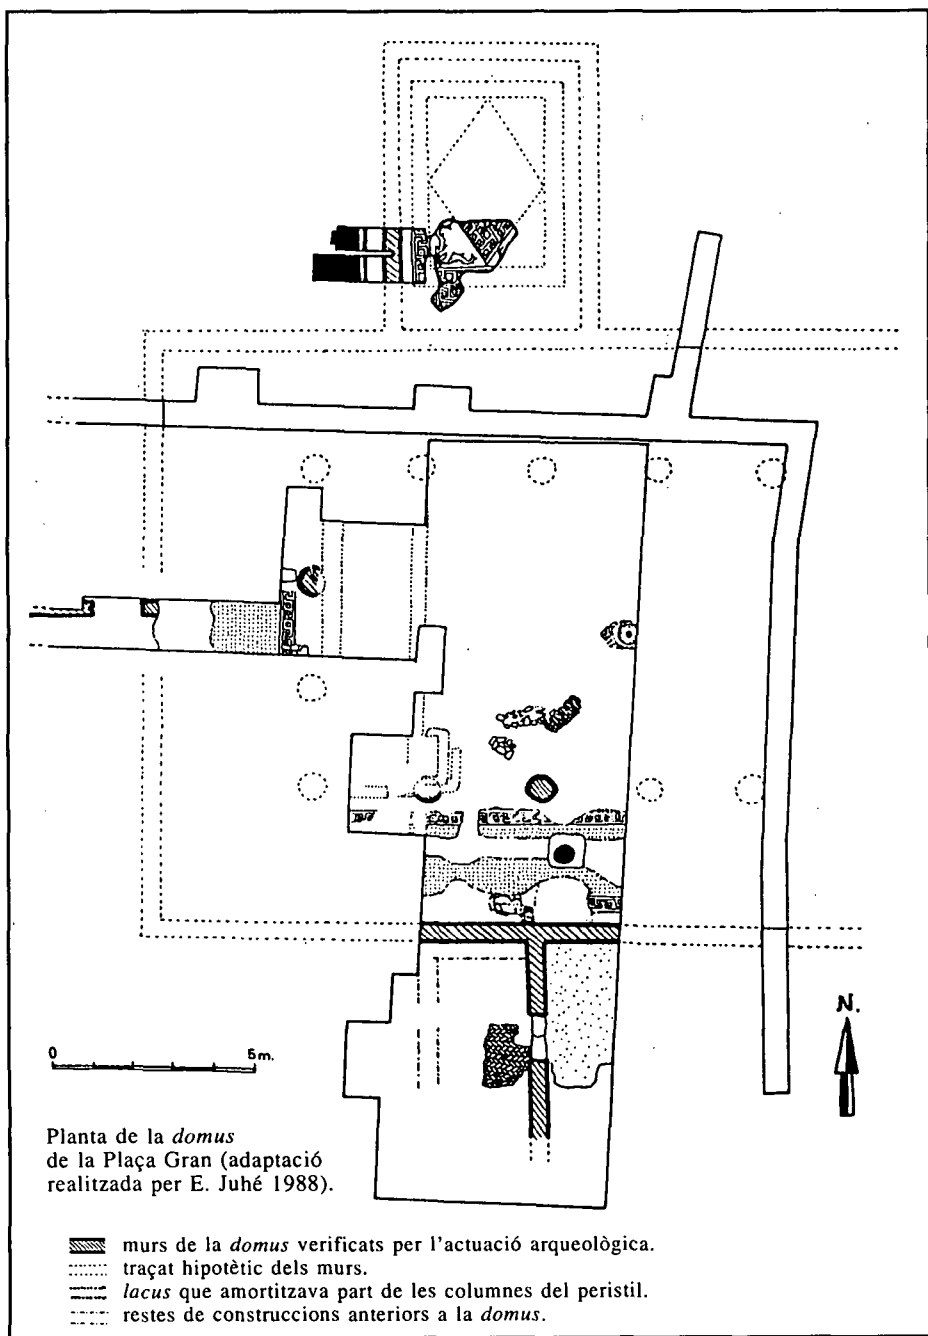 N.
0 5m.
Planta de la domus
de la Plaça Gran (adaptació
realitzada per E. Juhé 1988).
murs de la domus verificats per l'actuació arqueològica.
traçat hipotètic dels murs.
lacus que amortitzava part de les columnes del peristil.
restes de construccions anteriors a la domus.